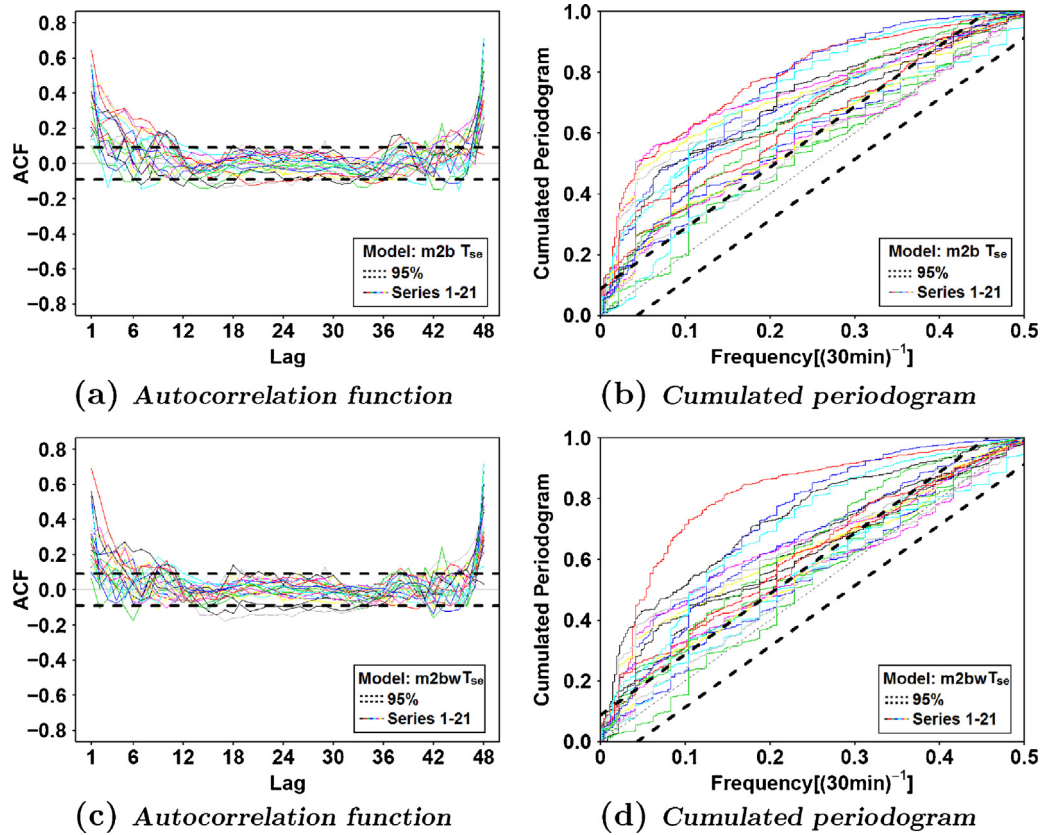 0.8
0.6
0.4
0.2
0.0
−0.2
−0.4
−0.6
−0.8
ACF
1 6 12 18 24 30 36 42 48
Lag
Model: m2b Tse
95%
Series 1-21
(a) Autocorrelation function
1.0
0.8
0.6
0.4
0.2
0.0
Cumulated Periodogram
0 0.1 0.2 0.3 0.4 0.5
Frequency[(30min)⁻¹
Model: m2b Tse
95%
Series 1-21
(b) Cumulated periodogram
0.8
0.6
0.4
0.2
0.0
−0.2
−0.4
−0.6
−0.8
ACF
1 6 12 18 24 30 36 42 48
Lag
Model: m2bwTse
95%
Series 1-21
(c) Autocorrelation function
1.0
0.8
0.6
0.4
0.2
0.0
Cumulated Periodogram
0 0.1 0.2 0.3 0.4 0.5
Frequency[(30min)⁻¹
Model: m2bwTse
95%
Series 1-21
(d) Cumulated periodogram